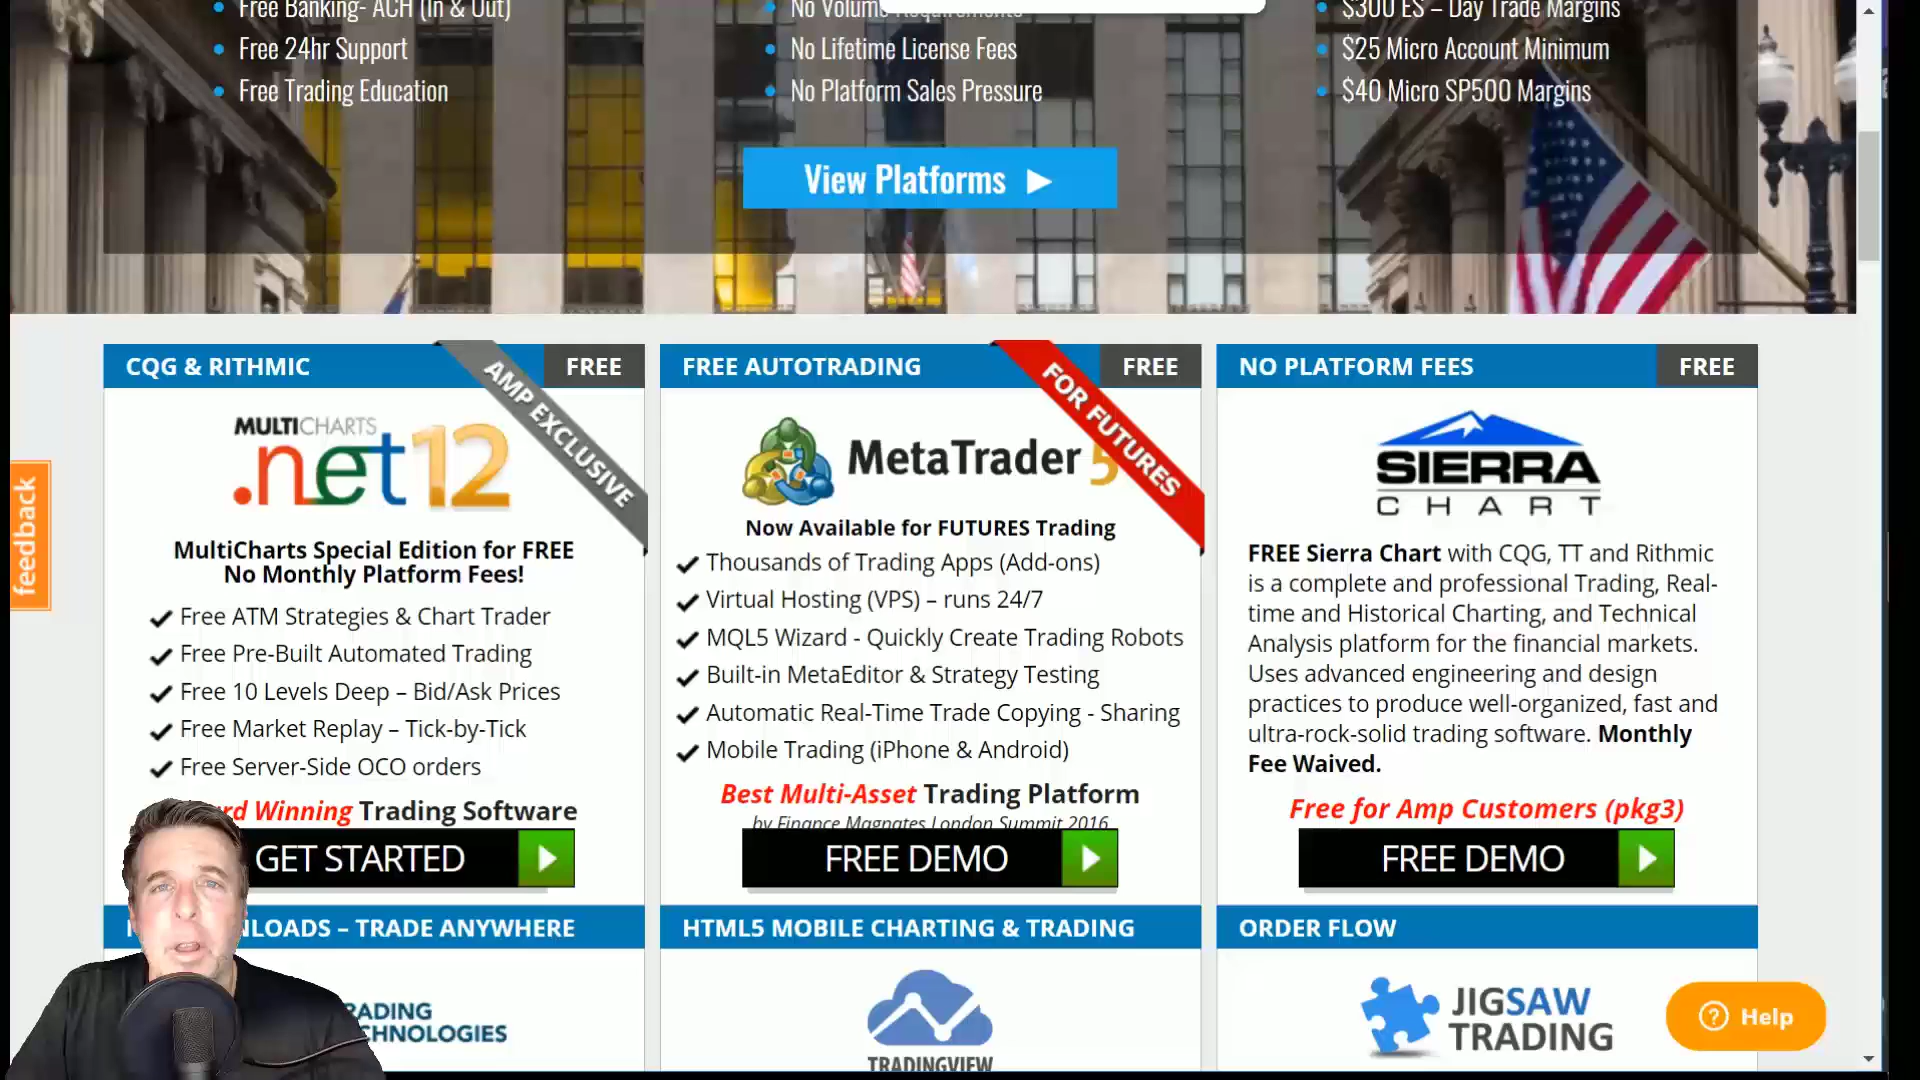 Free Banking- ACH (In & Out)
Free 24hr Support
Free Trading Education
No Volume Requirements
No Lifetime License Fees
No Platform Sales Pressure
$300 ES – Day Trade Margins
$25 Micro Account Minimum
$40 Micro SP500 Margins
View Platforms
feedback
CQG & RITHMIC
FREE
AMP EXCLUSIVE
MULTICHARTS
.net 12
MultiCharts Special Edition for FREE
No Monthly Platform Fees!
Free ATM Strategies & Chart Trader
Free Pre-Built Automated Trading
Free 10 Levels Deep – Bid/Ask Prices
Free Market Replay – Tick-by-Tick
Free Server-Side OCO orders
Winning Trading Software
GET STARTED
FREE AUTOTRADING
FREE
FOR FUTURES
MetaTrader 5
Now Available for FUTURES Trading
Thousands of Trading Apps (Add-ons)
Virtual Hosting (VPS) – runs 24/7
MQL5 Wizard - Quickly Create Trading Robots
Built-in MetaEditor & Strategy Testing
Automatic Real-Time Trade Copying - Sharing
Mobile Trading (iPhone & Android)
Best Multi-Asset Trading Platform
by Finance Magnates London Summit 2016
FREE DEMO
NO PLATFORM FEES
FREE
SIERRA
CHART
FREE Sierra Chart with CQG, TT and Rithmic
is a complete and professional Trading, Real-
time and Historical Charting, and Technical
Analysis platform for the financial markets.
Uses advanced engineering and design
practices to produce well-organized, fast and
ultra-rock-solid trading software. Monthly
Fee Waived.
Free for Amp Customers (pkg3)
FREE DEMO
– TRADE ANYWHERE
HTML5 MOBILE CHARTING & TRADING
TRADINGVIEW
ORDER FLOW
JIGSAW
TRADING
Help